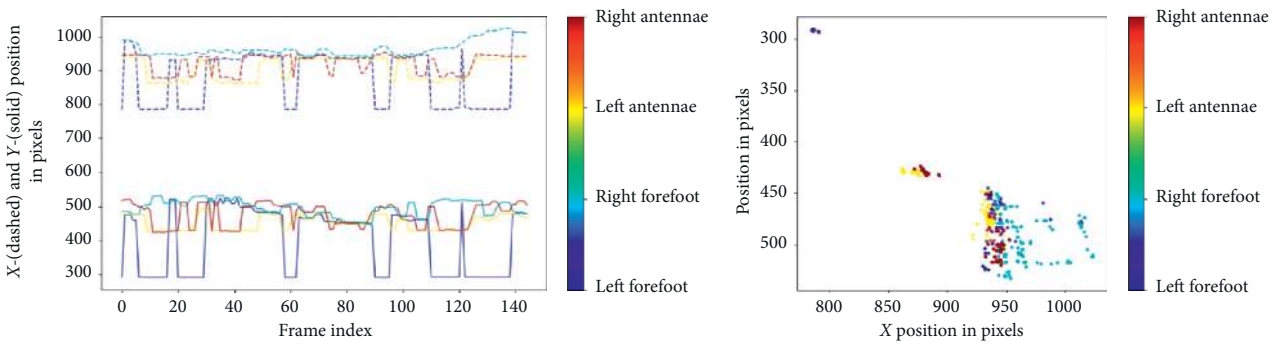 X-(dashed) and Y-(solid) position
in pixels
1000
900
800
700
600
500
400
300
0
20
40
60
80
100
120
140
Frame index
Right antennae
Left antennae
Right forefoot
Left forefoot
Position in pixels
300
350
400
450
500
800
850
900
950
1000
X position in pixels
Right antennae
Left antennae
Right forefoot
Left forefoot